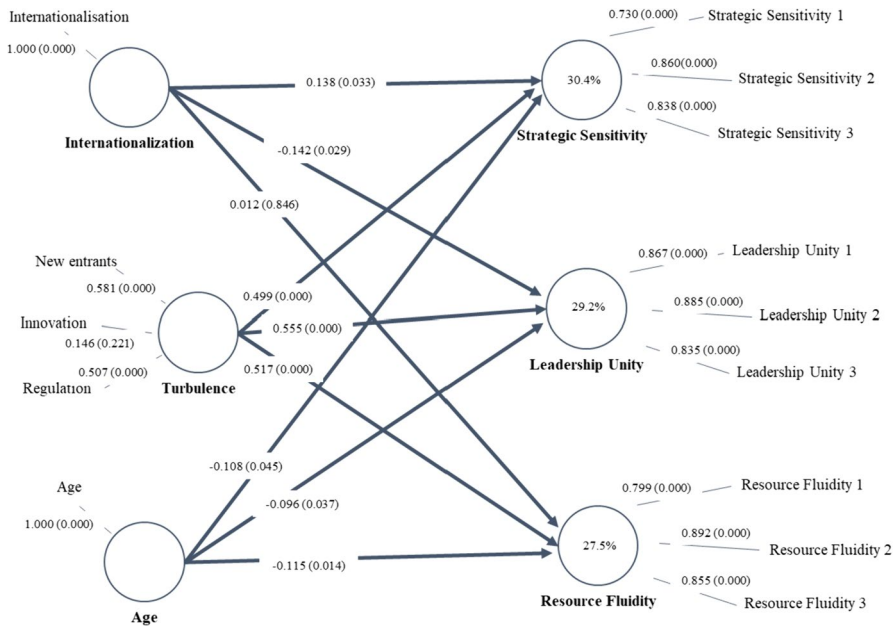 Internationalisation
1.000 (0.000)
Internationalization
0.138 (0.033)
-0.142 (0.029)
0.012 (0.846)
New entrants
0.581 (0.000)
Innovation
0.146 (0.221)
0.507 (0.000)
Regulation
Turbulence
0.499 (0.000)
0.555 (0.000)
0.517 (0.000)
Age
1.000 (0.000)
Age
-0.108 (0.045)
-0.096 (0.037)
-0.115 (0.014)
0.730 (0.000)
Strategic Sensitivity 1
0.860(0.000)
Strategic Sensitivity 2
0.838 (0.000)
Strategic Sensitivity 3
30.4%
Strategic Sensitivity
0.867 (0.000)
Leadership Unity 1
0.885 (0.000)
Leadership Unity 2
0.835 (0.000)
Leadership Unity 3
29.2%
Leadership Unity
0.799 (0.000)
Resource Fluidity 1
0.892 (0.000)
Resource Fluidity 2
0.855 (0.000)
Resource Fluidity 3
27.5%
Resource Fluidity